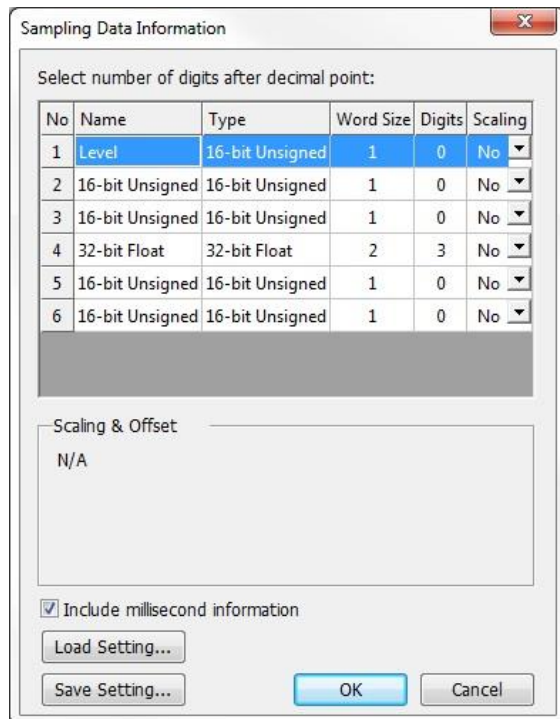 Sampling Data Information
Select number of digits after decimal point:
No Name Type Word Size Digits Scaling
1 Level 16-bit Unsigned 1 0 No
2 16-bit Unsigned 16-bit Unsigned 1 0 No
3 16-bit Unsigned 16-bit Unsigned 1 0 No
4 32-bit Float 32-bit Float 2 3 No
5 16-bit Unsigned 16-bit Unsigned 1 0 No
6 16-bit Unsigned 16-bit Unsigned 1 0 No
Scaling & Offset
N/A
Include millisecond information
Load Setting...
Save Setting... OK Cancel